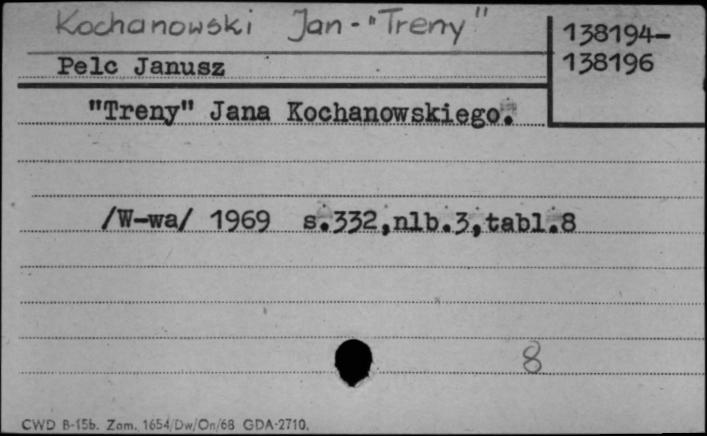 Kochanowski Jan - "Treny"
138194-
138196
Pelc Janusz
"Treny" Jana Kochanowskiego.
/W-wa/ 1969 s.332,nlb.3,tabl.8
8
CWD B-15b. Zam. 1654/Dw/On/68 GDA-2710.